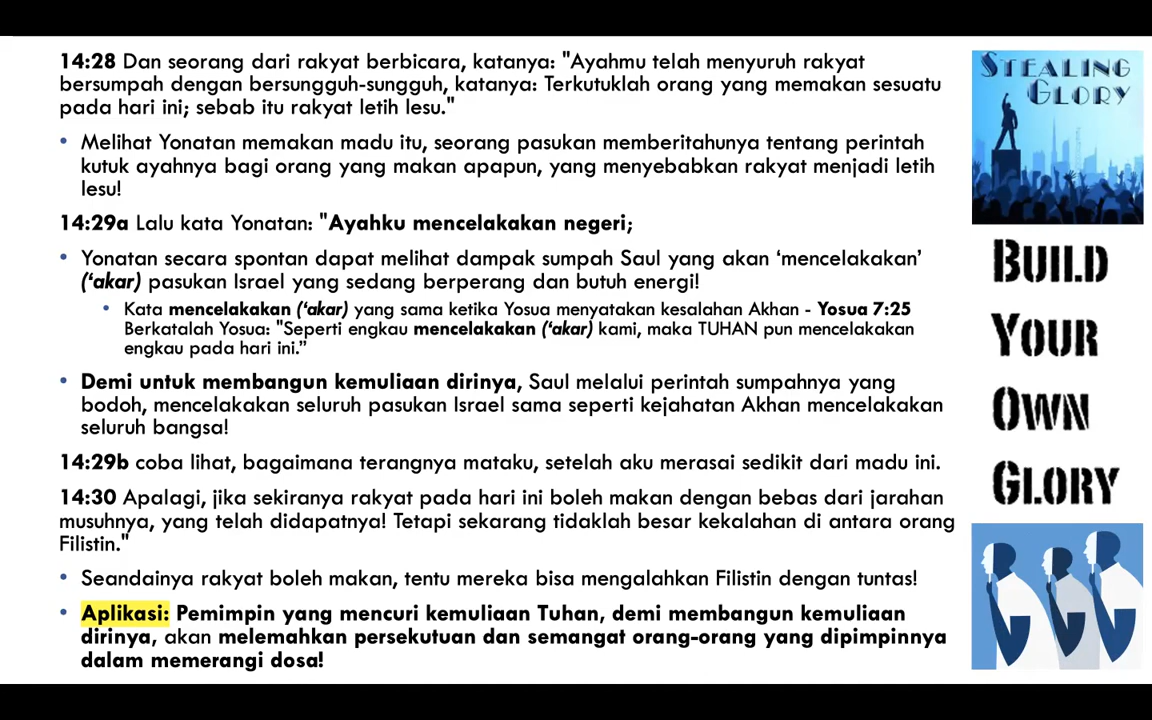 14:28 Dan seorang dari rakyat berbicara, katanya: "Ayahmu telah menyuruh rakyat
bersumpah dengan bersungguh-sungguh, katanya: Terkutuklah orang yang memakan sesuatu
pada hari ini; sebab itu rakyat letih lesu."
• Melihat Yonatan memakan madu itu, seorang pasukan memberitahunya tentang perintah
kutuk ayahnya bagi orang yang makan apapun, yang menyebabkan rakyat menjadi letih
lesu!
14:29a Lalu kata Yonatan: "Ayahku mencelakakan negeri;
• Yonatan secara spontan dapat melihat dampak sumpah Saul yang akan ‘mencelakakan’
(‘akar) pasukan Israel yang sedang berperang dan butuh energi!
• Kata mencelakakan (‘akar) yang sama ketika Yosua menyatakan kesalahan Akhan - Yosua 7:25
Berkatalah Yosua: "Seperti engkau mencelakakan (‘akar) kami, maka TUHAN pun mencelakakan
engkau pada hari ini.”
• Demi untuk membangun kemuliaan dirinya, Saul melalui perintah sumpahnya yang
bodoh, mencelakakan seluruh pasukan Israel sama seperti kejahatan Akhan mencelakakan
seluruh bangsa!
14:29b coba lihat, bagaimana terangnya mataku, setelah aku merasai sedikit dari madu ini.
14:30 Apalagi, jika sekiranya rakyat pada hari ini boleh makan dengan bebas dari jarahan
musuhnya, yang telah didapatnya! Tetapi sekarang tidaklah besar kekalahan di antara orang
Filistin."
• Seandainya rakyat boleh makan, tentu mereka bisa mengalahkan Filistin dengan tuntas!
• Aplikasi: Pemimpin yang mencuri kemuliaan Tuhan, demi membangun kemuliaan
dirinya, akan melemahkan persekutuan dan semangat orang-orang yang dipimpinnya
dalam memerangi dosa!
STEALING
GLORY
BUILD
YOUR
OWN
GLORY